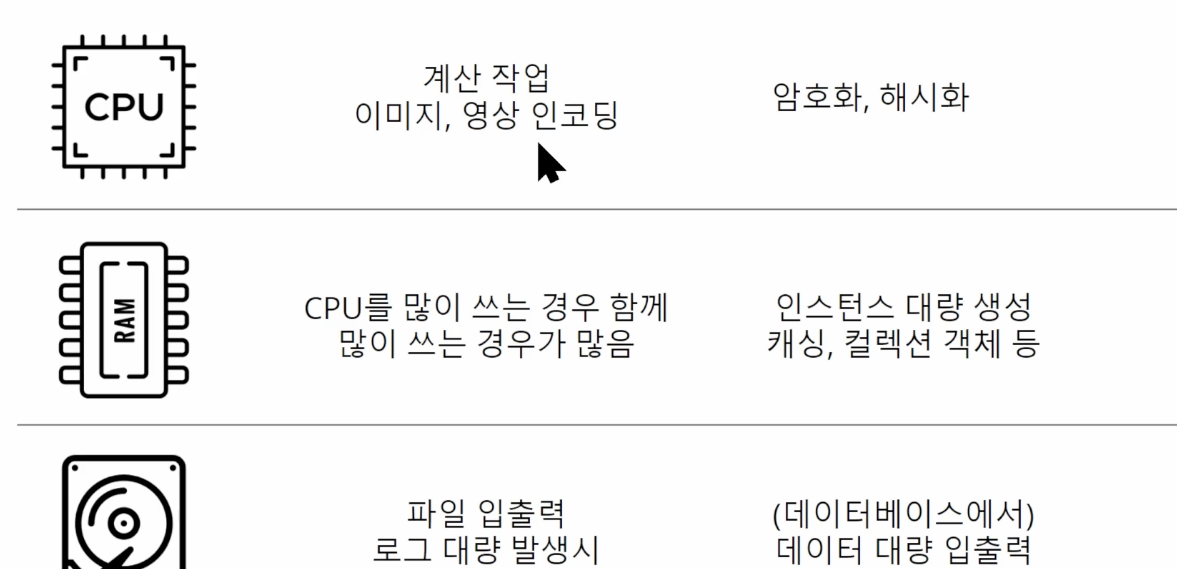 CPU
계산 작업
이미지, 영상 인코딩
암호화, 해시화
RAM
CPU를 많이 쓰는 경우 함께
많이 쓰는 경우가 많음
인스턴스 대량 생성
캐싱, 컬렉션 객체 등
파일 입출력
로그 대량 발생시
(데이터베이스에서)
데이터 대량 입출력